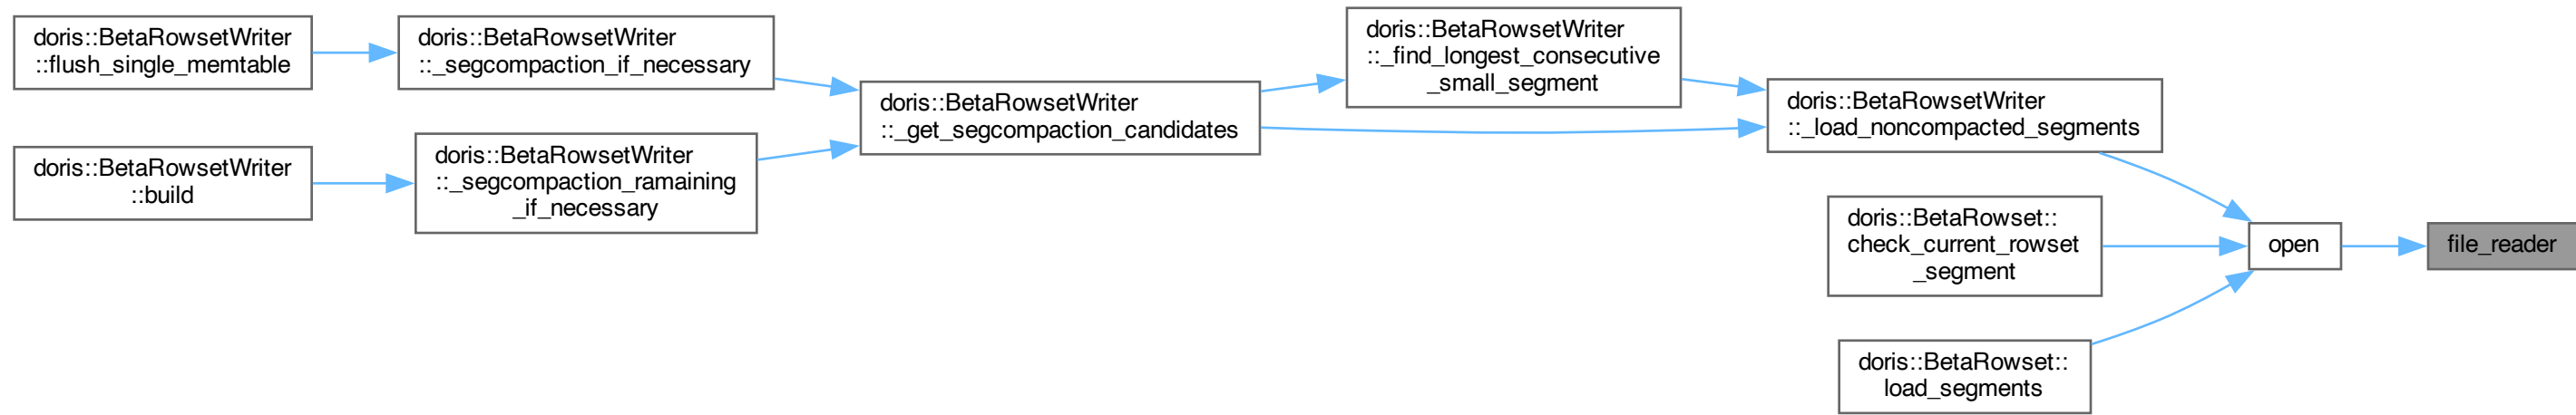 doris::BetaRowsetWriter
::flush_single_memtable
doris::BetaRowsetWriter
::_segcompaction_if_necessary
doris::BetaRowsetWriter
::build
doris::BetaRowsetWriter
::_segcompaction_ramaining
_if_necessary
doris::BetaRowsetWriter
::_get_segcompaction_candidates
doris::BetaRowsetWriter
::_find_longest_consecutive
_small_segment
doris::BetaRowsetWriter
::_load_noncompacted_segments
doris::BetaRowset::
check_current_rowset
_segment
doris::BetaRowset::
load_segments
open
file_reader